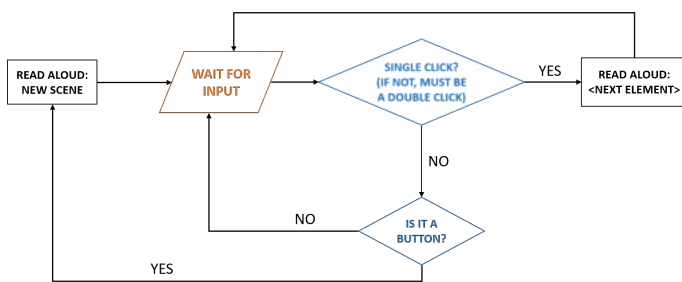 READ ALOUD:
NEW SCENE
WAIT FOR
INPUT
SINGLE CLICK?
(IF NOT, MUST BE
A DOUBLE CLICK)
YES
READ ALOUD:
<NEXT ELEMENT>
NO
IS IT A
BUTTON?
NO
YES